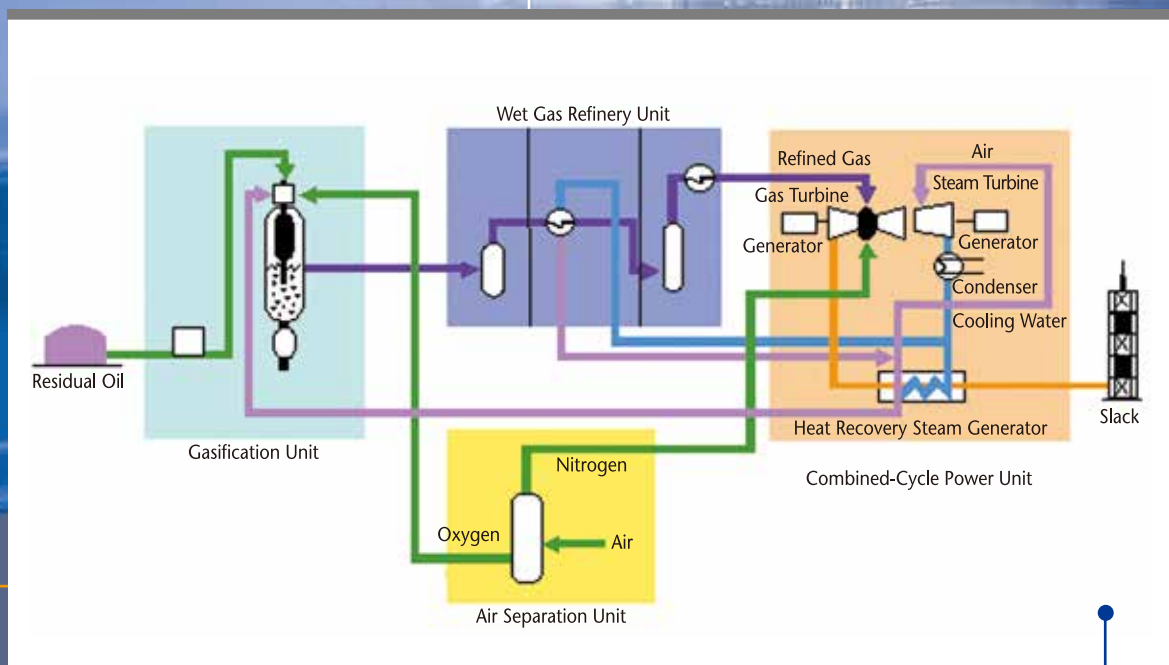 Wet Gas Refinery Unit
Refined Gas
Air
Gas Turbine
Steam Turbine
Generator
Generator
Condenser
Cooling Water
Residual Oil
Heat Recovery Steam Generator
Slack
Gasification Unit
Nitrogen
Combined-Cycle Power Unit
Oxygen
Air
Air Separation Unit